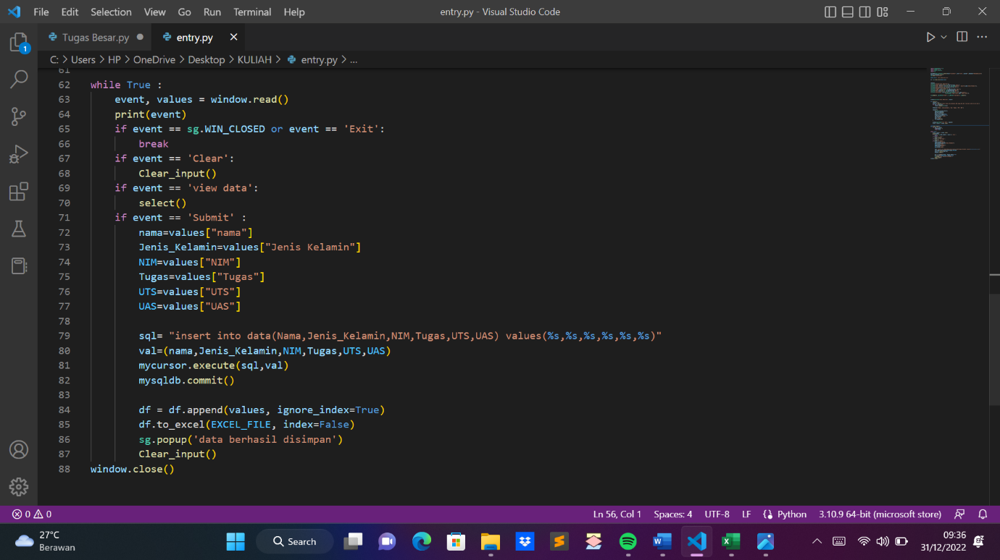 File Edit Selection View Go Run Terminal Help entry.py - Visual Studio Code
Tugas Besar.py entry.py
C: > Users > HP > OneDrive > Desktop > KULIAH > entry.py > ...
1
61
62 while True :
63 event, values = window.read()
64 print(event)
65 if event == sg.WIN_CLOSED or event == 'Exit':
66 break
67 if event == 'Clear':
68 Clear_input()
69 if event == 'view data':
70 select()
71 if event == 'Submit' :
72 nama=values["nama"]
73 Jenis_Kelamin=values["Jenis Kelamin"]
74 NIM=values["NIM"]
75 Tugas=values["Tugas"]
76 UTS=values["UTS"]
77 UAS=values["UAS"]
78
79 sql= "insert into data(Nama,Jenis_Kelamin,NIM,Tugas,UTS,UAS) values(%s,%s,%s,%s,%s,%s)"
80 val=(nama,Jenis_Kelamin,NIM,Tugas,UTS,UAS)
81 mycursor.execute(sql,val)
82 mysqldb.commit()
83
84 df = df.append(values, ignore_index=True)
85 df.to_excel(EXCEL_FILE, index=False)
86 sg.popup('data berhasil disimpan')
87 Clear_input()
88 window.close()
0 0 Ln 56, Col 1 Spaces: 4 UTF-8 LF Python 3.10.9 64-bit (microsoft store)
27°C
Berawan
Search
09:36
31/12/2022